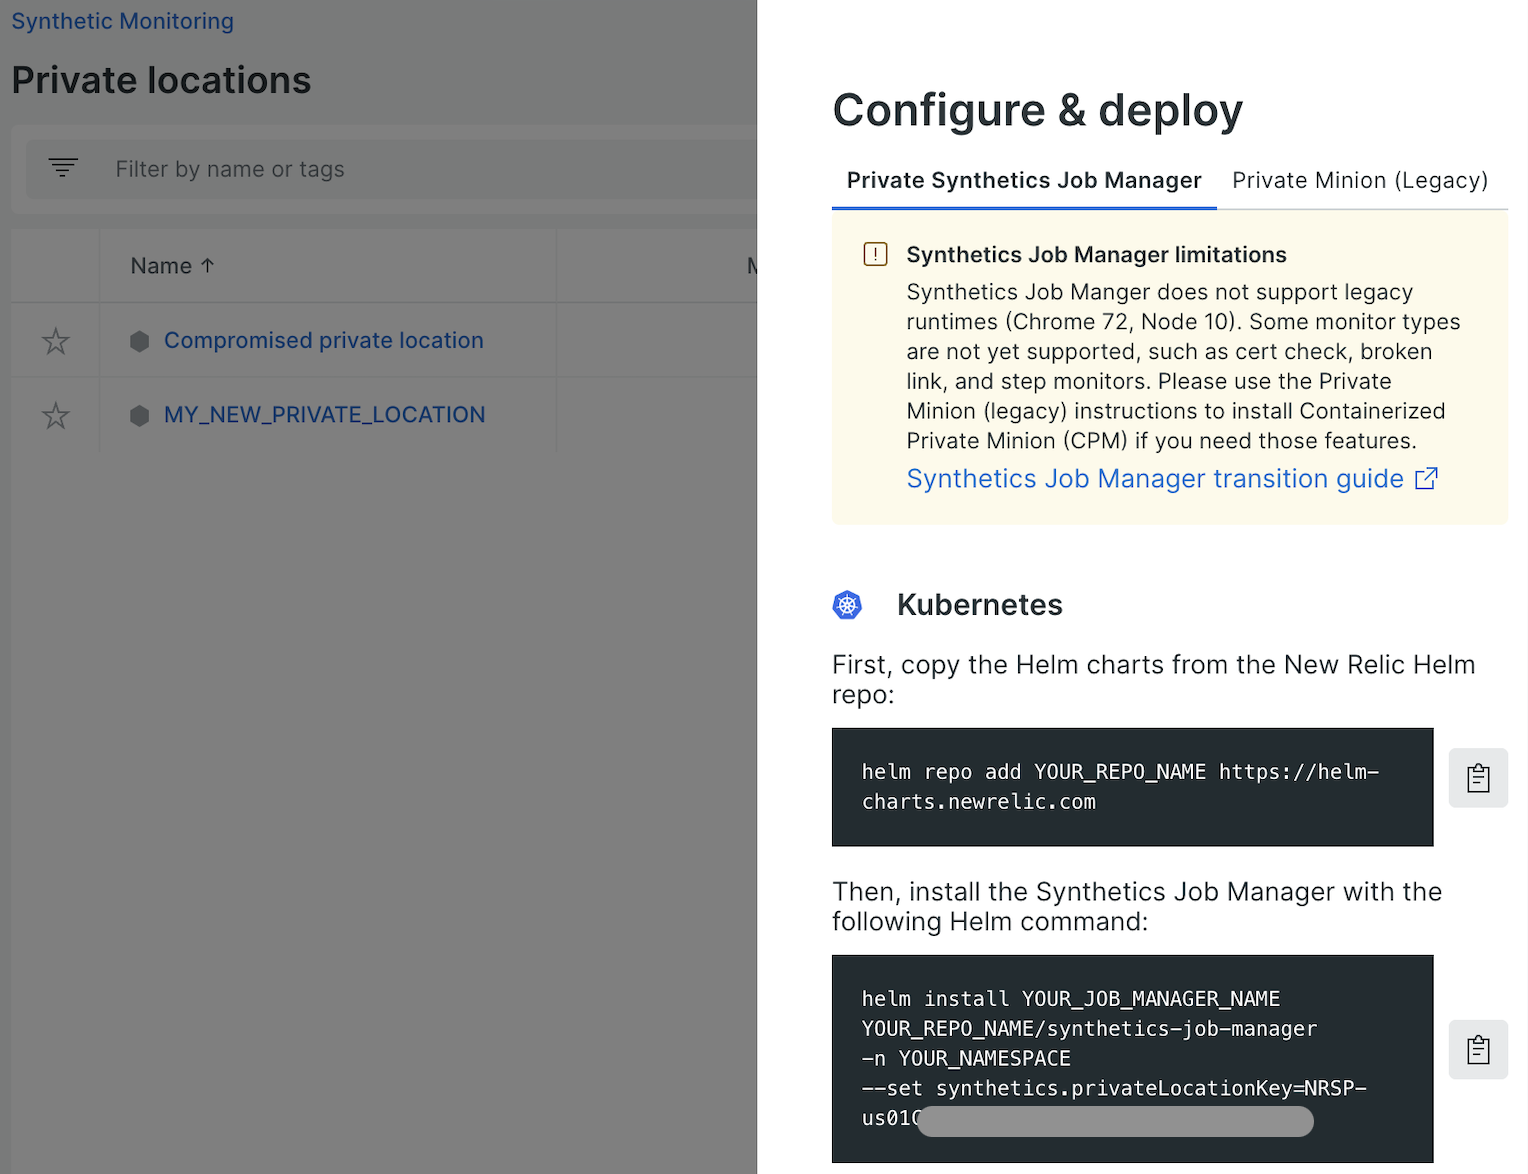 Synthetic Monitoring
Private locations
Filter by name or tags
Name ↑
Compromised private location
MY_NEW_PRIVATE_LOCATION
Configure & deploy
Private Synthetics Job Manager
Private Minion (Legacy)
Synthetics Job Manager limitations
Synthetics Job Manger does not support legacy
runtimes (Chrome 72, Node 10). Some monitor types
are not yet supported, such as cert check, broken
link, and step monitors. Please use the Private
Minion (legacy) instructions to install Containerized
Private Minion (CPM) if you need those features.
Synthetics Job Manager transition guide
Kubernetes
First, copy the Helm charts from the New Relic Helm
repo:
helm repo add YOUR_REPO_NAME https://helm-
charts.newrelic.com
Then, install the Synthetics Job Manager with the
following Helm command:
helm install YOUR_JOB_MANAGER_NAME
YOUR_REPO_NAME/synthetics-job-manager
-n YOUR_NAMESPACE
--set synthetics.privateLocationKey=NRSP-
us01